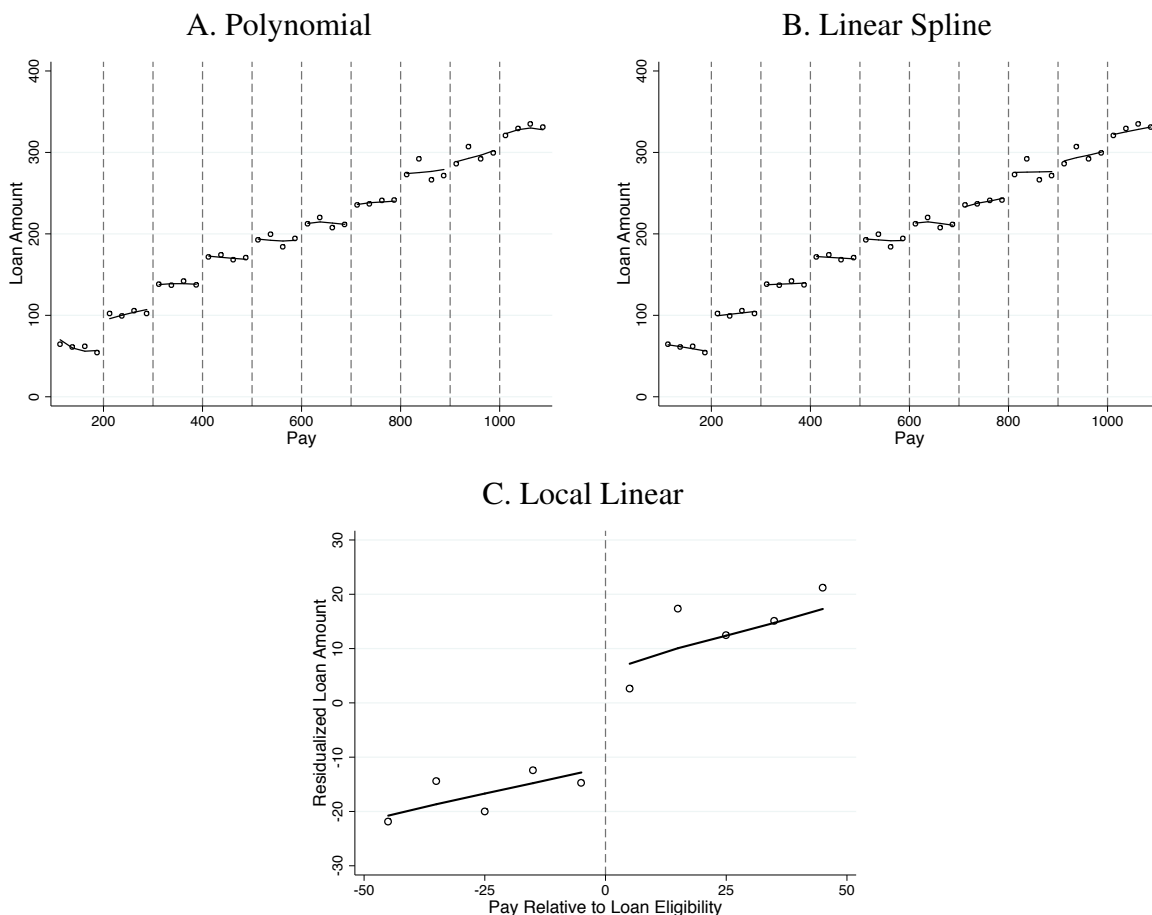 A. Polynomial
400
300
200
100
0
Loan Amount
200 400 600 800 1000
Pay
B. Linear Spline
400
300
200
100
0
Loan Amount
200 400 600 800 1000
Pay
C. Local Linear
30
20
10
0
-10
-20
-30
Residualized Loan Amount
-50 -25 0 25 50
Pay Relative to Loan Eligibility